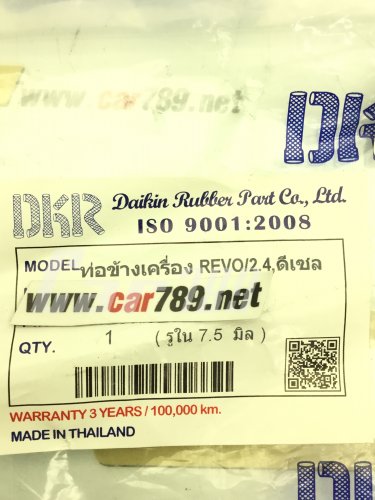 www.car789.net
DKR
DKR Daikin Rubber Part Co., Ltd.
ISO 9001:2008
MODEL ท่อข้างเครื่อง REVO/2.4,ดีเซล
www.car789.net
QTY. 1 (รูใน 7.5 มิล)
WARRANTY 3 YEARS / 100,000 km.
MADE IN THAILAND
DK